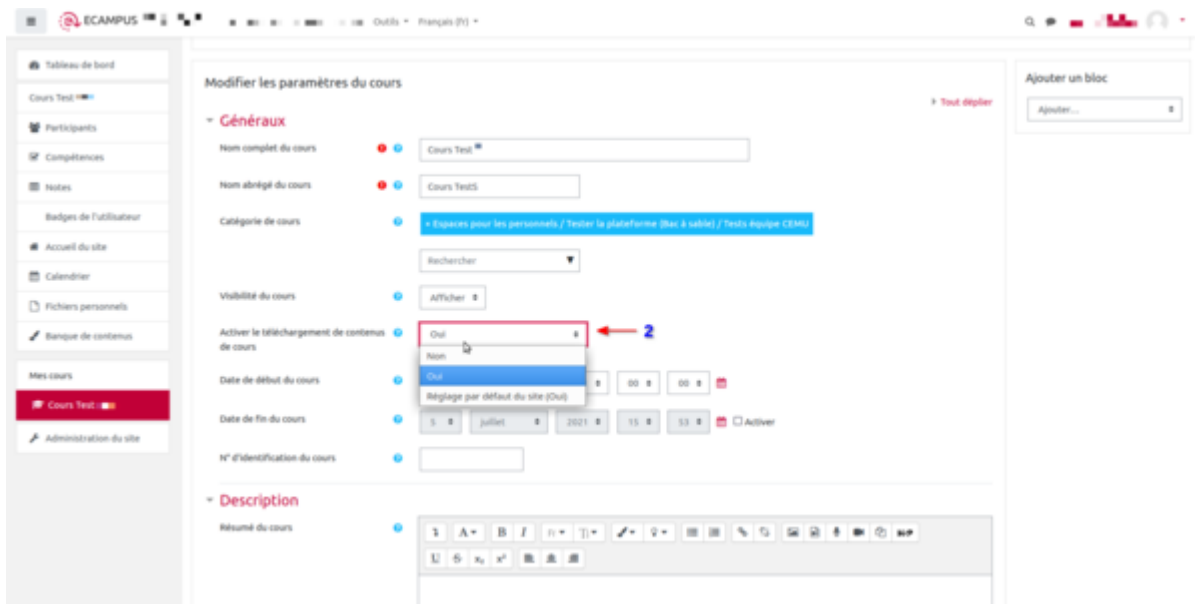 ECAMPUS
Outils
Français (fr)
Tableau de bord
Cours Test
Participants
Compétences
Notes
Badges de l'utilisateur
Accueil du site
Calendrier
Fichiers personnels
Banque de contenus
Mes cours
Cours Test
Administration du site
Modifier les paramètres du cours
Tout déplier
Généraux
Nom complet du cours
Cours Test
Nom abrégé du cours
Cours TestS
Catégorie de cours
× Espaces pour les personnels / Tester la plateforme (Bac à sable) / Tests équipe CEMU
Rechercher ▼
Visibilité du cours
Afficher
Activer le téléchargement de contenus
de cours
Oui
2
Non
Oui
Réglage par défaut du site (Oui)
Date de début du cours
00 00
Date de fin du cours
5 juillet 2021 15 53 Activer
N° d'identification du cours
Description
Résumé du cours
A B I
U S x₂ x²
Ajouter un bloc
Ajouter...